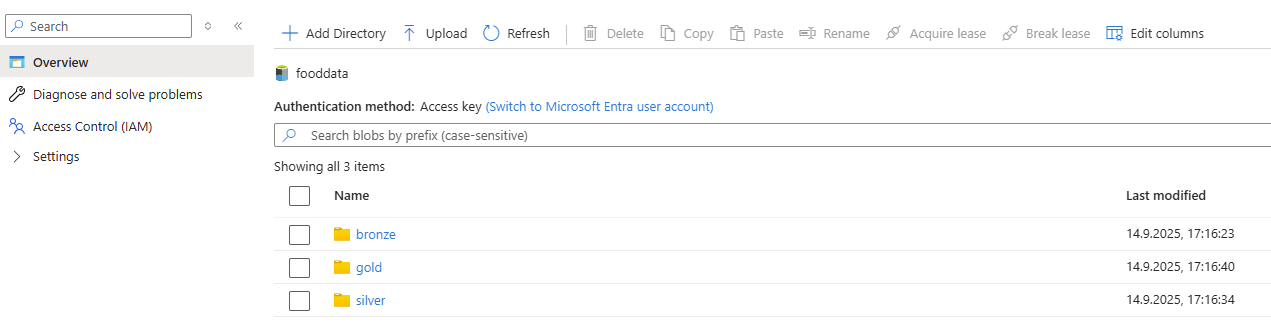 Search
Add Directory Upload Refresh Delete Copy Paste Rename Acquire lease Break lease Edit columns
Overview
Diagnose and solve problems
Access Control (IAM)
Settings
fooddata
Authentication method: Access key (Switch to Microsoft Entra user account)
Search blobs by prefix (case-sensitive)
Showing all 3 items
Name Last modified
bronze 14.9.2025, 17:16:23
gold 14.9.2025, 17:16:40
silver 14.9.2025, 17:16:34